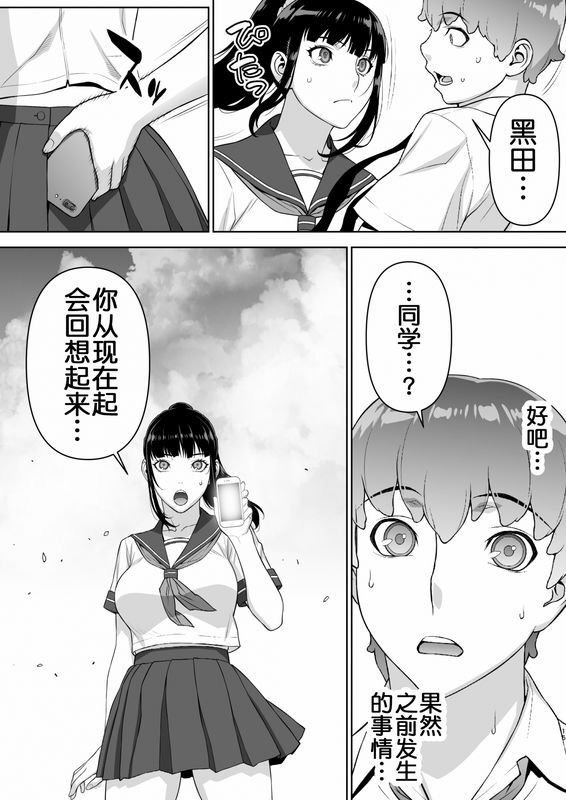 ぴたっ
黑田…
…同学…？
好吧…
果然
之前发生
的事情…
你从现在起
会回想起来…